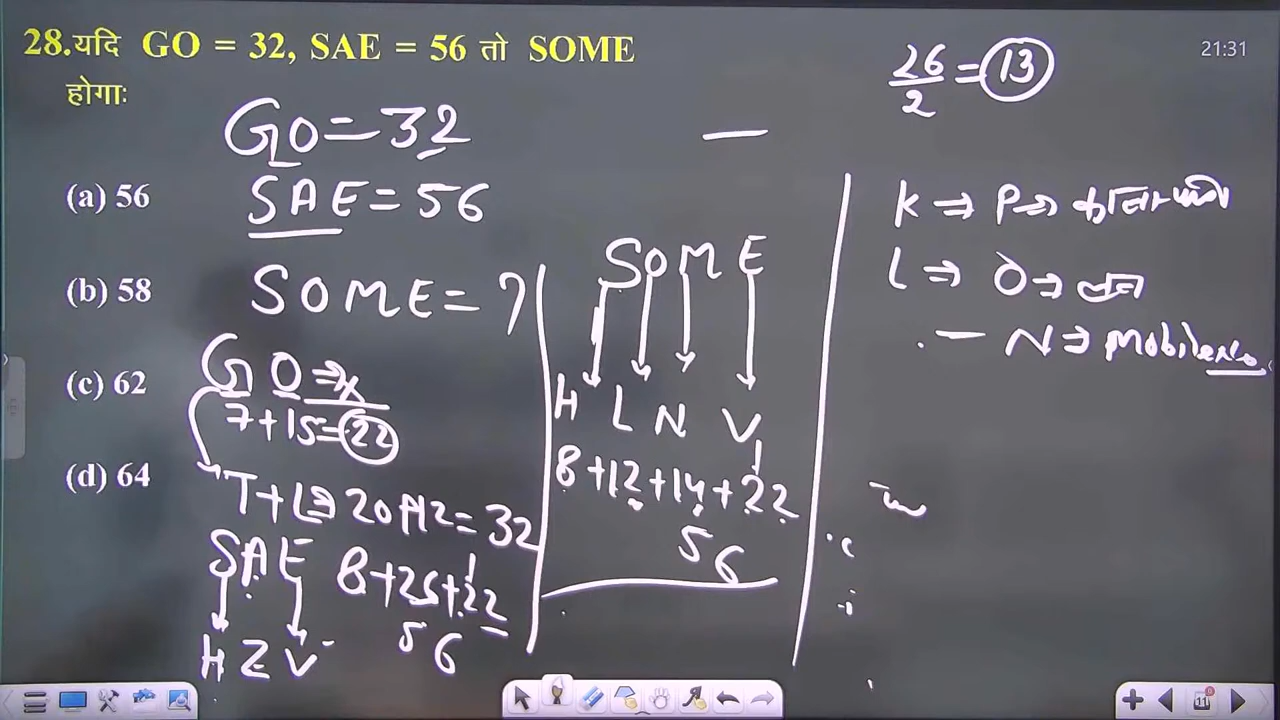 28.यदि GO = 32, SAE = 56 तो SOME
होगाः
(a) 56
(b) 58
(c) 62
(d) 64
21:31
GO=32
SAE=56
SOME=?
GO⇒x
7+15=22
T+L⇒20+12=32
SAE 8+26+22
HZV 56
SOME
HLNV
8+12+14+22
56
26/2=13
K⇒P⇒
L⇒O⇒
N⇒Mobile
11